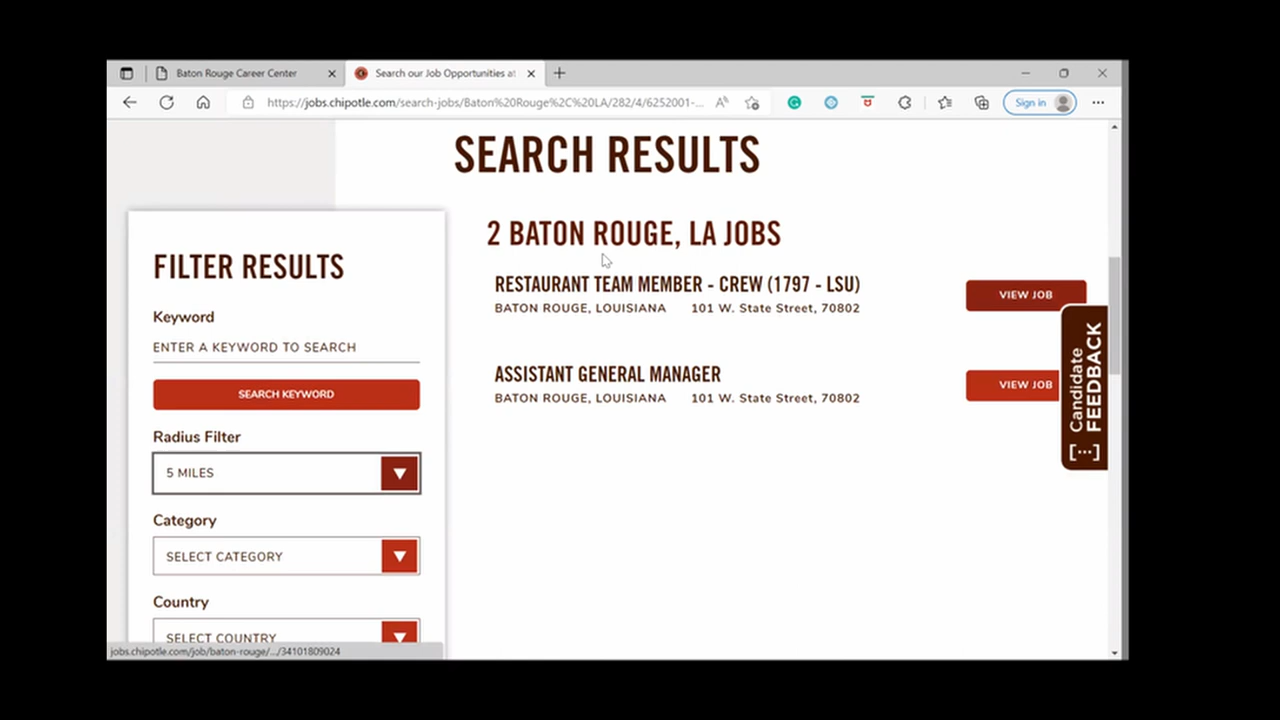 Baton Rouge Career Center
Search our Job Opportunities at
https://jobs.chipotle.com/search-jobs/Baton%20Rouge%2C%20LA/282/4/6252001-...
Sign in
SEARCH RESULTS
2 BATON ROUGE, LA JOBS
FILTER RESULTS
RESTAURANT TEAM MEMBER - CREW (1797 - LSU)
VIEW JOB
BATON ROUGE, LOUISIANA 101 W. State Street, 70802
Keyword
ENTER A KEYWORD TO SEARCH
ASSISTANT GENERAL MANAGER
VIEW JOB
BATON ROUGE, LOUISIANA 101 W. State Street, 70802
SEARCH KEYWORD
Candidate
FEEDBACK
[...]
Radius Filter
5 MILES
Category
SELECT CATEGORY
Country
SELECT COUNTRY
jobs.chipotle.com/job/baton-rouge/.../34101809024